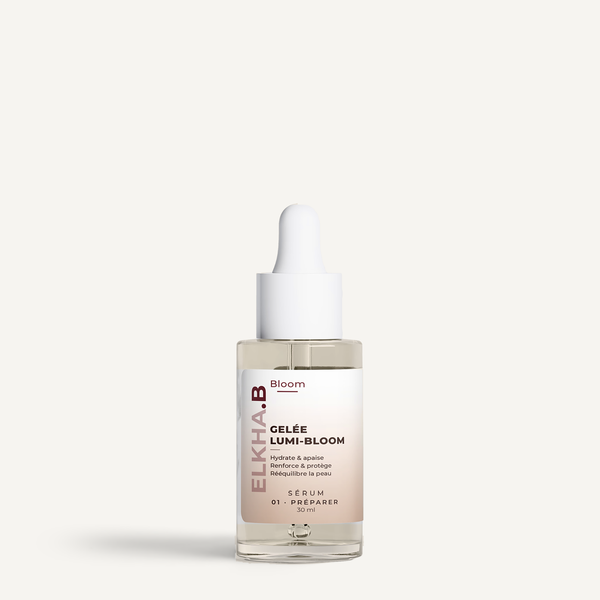 ELKHA.B
Bloom
GELÉE
LUMI-BLOOM
Hydrate & apaise
Renforce & protège
Rééquilibre la peau
SÉRUM
01 · PRÉPARER
30 ml